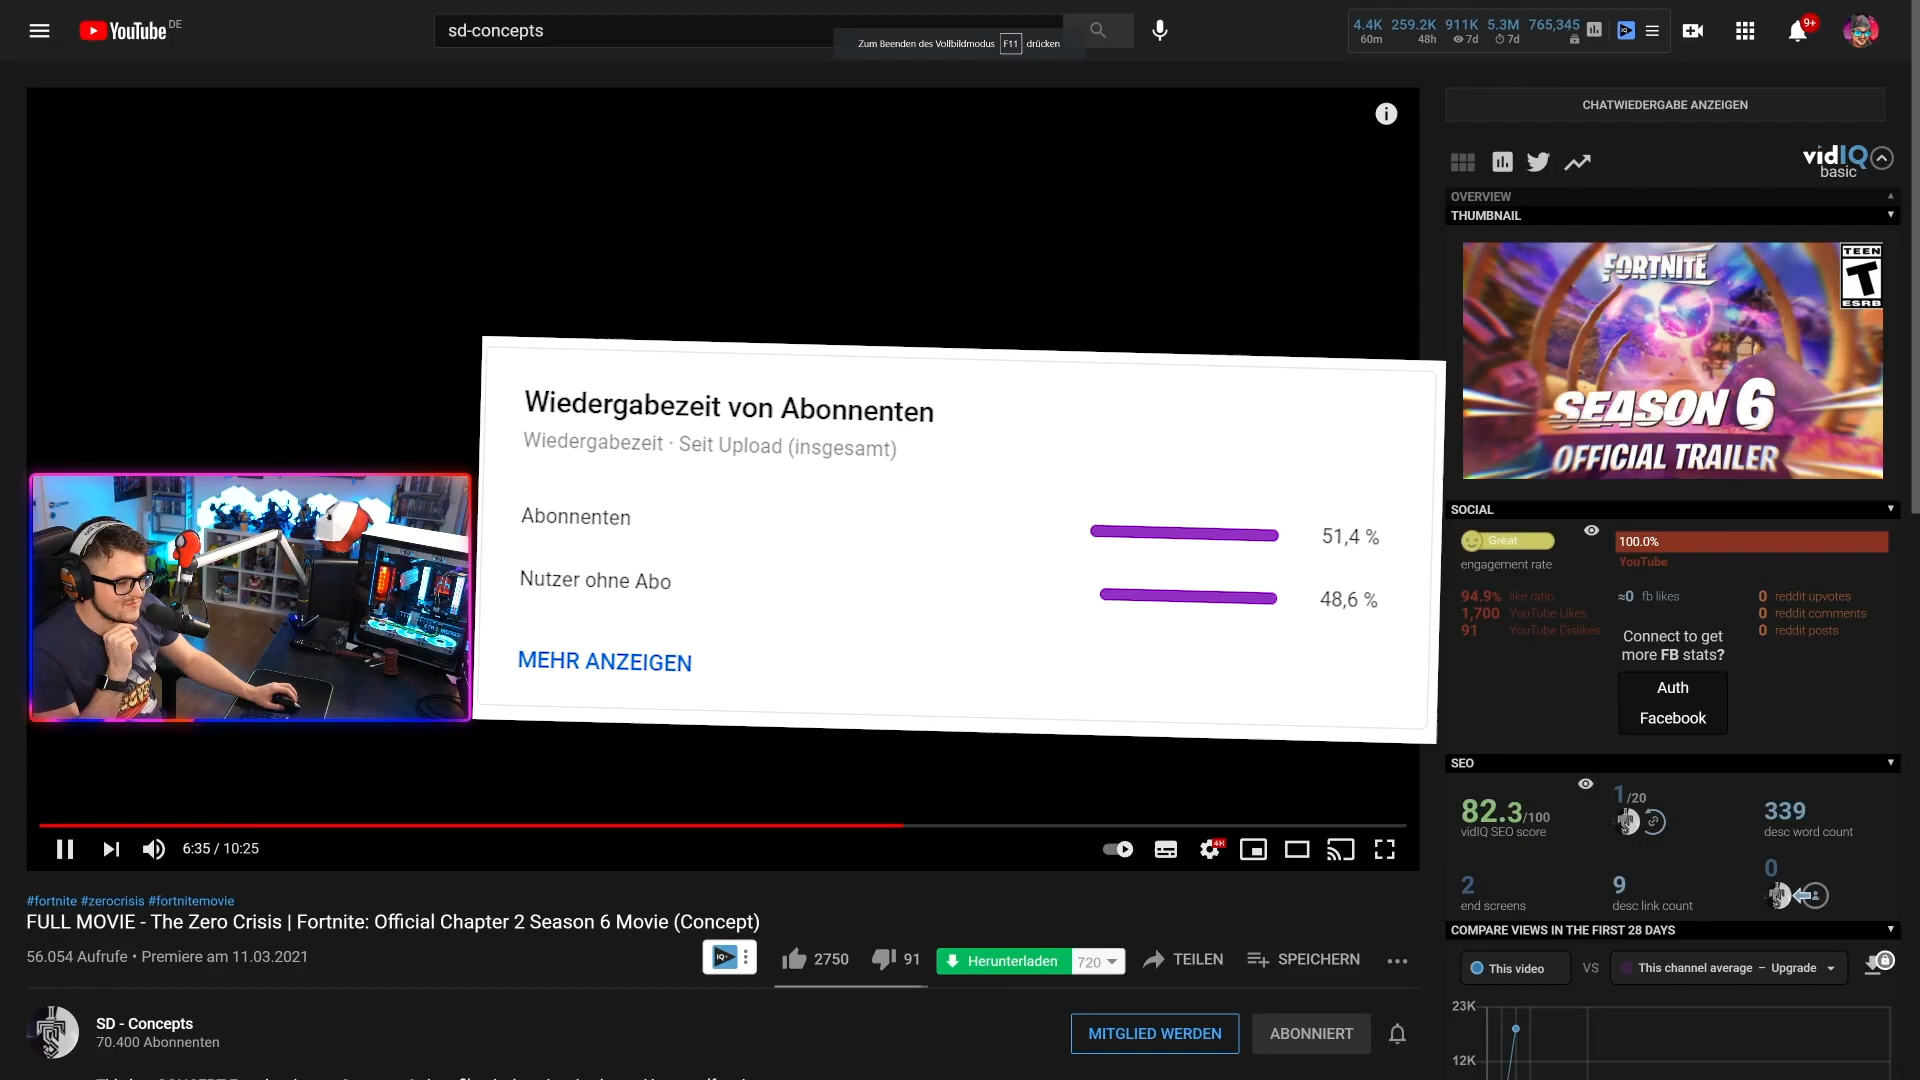 YouTube DE
sd-concepts
Zum Beenden des Vollbildmodus F11 drücken
4.4K 259.2K 911K 5.3M 765,345
60m 48h 7d 7d
9+
CHATWIEDERGABE ANZEIGEN
vidIQ
basic
OVERVIEW
THUMBNAIL
FORTNITE
TEEN
T
ESRB
SEASON 6
OFFICIAL TRAILER
Wiedergabezeit von Abonnenten
Wiedergabezeit · Seit Upload (insgesamt)
Abonnenten 51,4 %
Nutzer ohne Abo 48,6 %
MEHR ANZEIGEN
SOCIAL
Great
engagement rate
100.0%
YouTube
94.9% like ratio
1,700 YouTube Likes
91 YouTube Dislikes
≈0 fb likes
0 reddit upvotes
0 reddit comments
0 reddit posts
Connect to get
more FB stats?
Auth
Facebook
SEO
82.3/100
vidIQ SEO score
1/20
339
desc word count
2
end screens
9
desc link count
0
6:35 / 10:25
4K
#fortnite #zerocrisis #fortnitemovie
FULL MOVIE - The Zero Crisis | Fortnite: Official Chapter 2 Season 6 Movie (Concept)
56.054 Aufrufe • Premiere am 11.03.2021
IQ
2750
91
Herunterladen 720
TEILEN
SPEICHERN
SD - Concepts
70.400 Abonnenten
MITGLIED WERDEN
ABONNIERT
COMPARE VIEWS IN THE FIRST 28 DAYS
This video VS This channel average – Upgrade
23K
12K